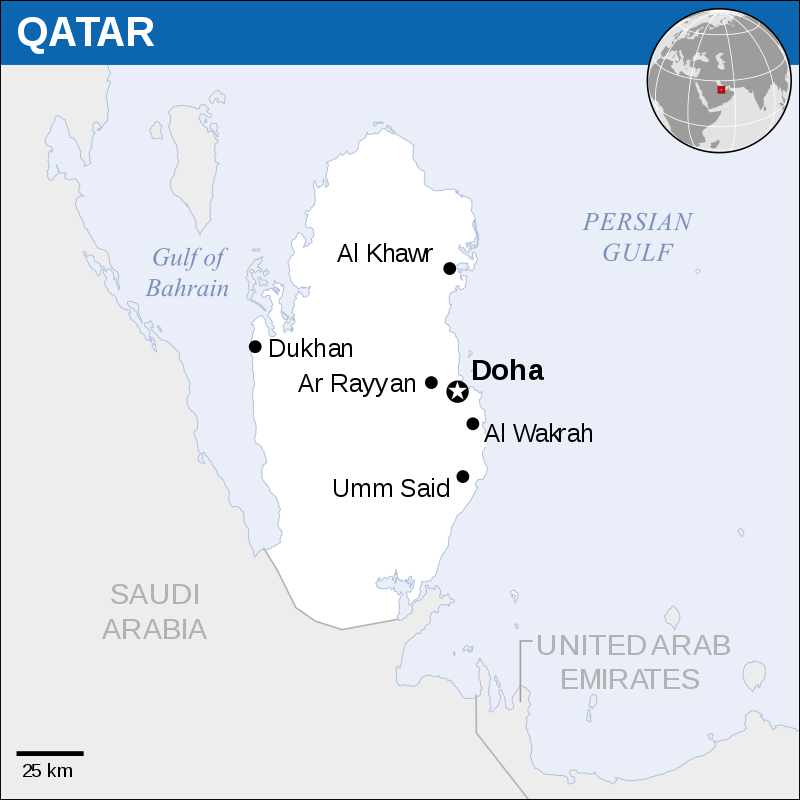 QATAR
PERSIAN
GULF
Gulf of
Bahrain
Al Khawr
Dukhan
Doha
Ar Rayyan
Al Wakrah
Umm Said
SAUDI
ARABIA
UNITED ARAB
EMIRATES
25 km